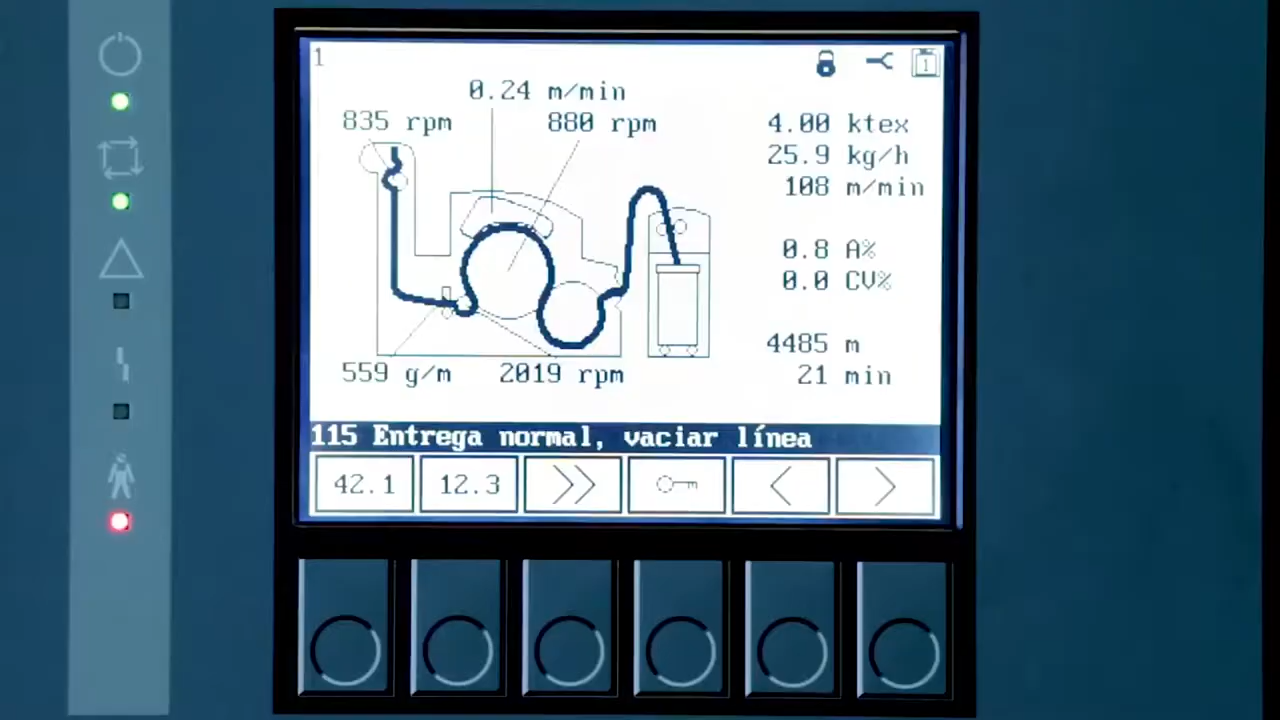 1
1
0.24 m/min
835 rpm
880 rpm
4.00 ktex
25.9 kg/h
108 m/min
0.8 A%
0.0 CV%
4485 m
21 min
559 g/m
2019 rpm
115 Entrega normal, vaciar línea
42.1
12.3